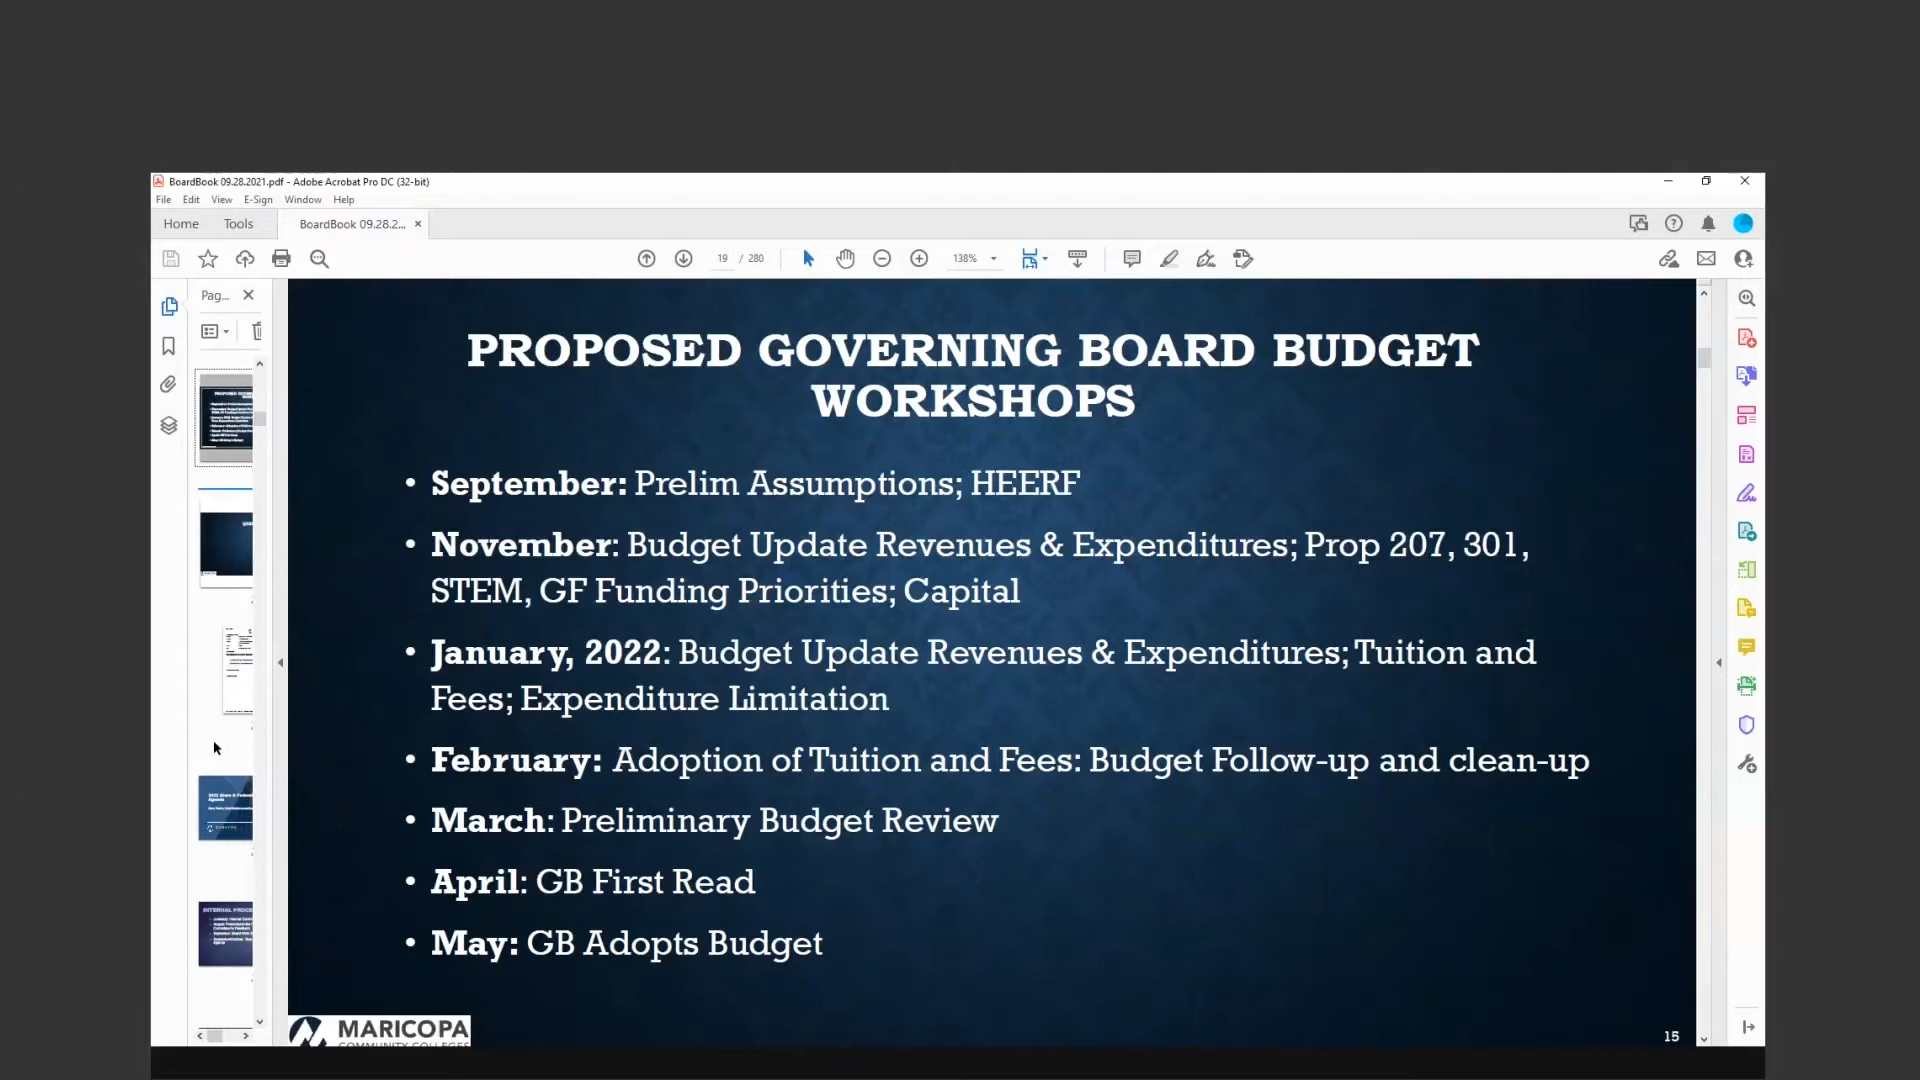 BoardBook 09.28.2021.pdf - Adobe Acrobat Pro DC (32-bit)
File Edit View E-Sign Window Help
Home Tools BoardBook 09.28.2...
19 / 280 138%
Pag...
PROPOSED GOVERNING BOARD BUDGET
WORKSHOPS
• September: Prelim Assumptions; HEERF
• November: Budget Update Revenues & Expenditures; Prop 207, 301,
STEM, GF Funding Priorities; Capital
• January, 2022: Budget Update Revenues & Expenditures; Tuition and
Fees; Expenditure Limitation
• February: Adoption of Tuition and Fees: Budget Follow-up and clean-up
• March: Preliminary Budget Review
• April: GB First Read
• May: GB Adopts Budget
MARICOPA
COMMUNITY COLLEGES
15